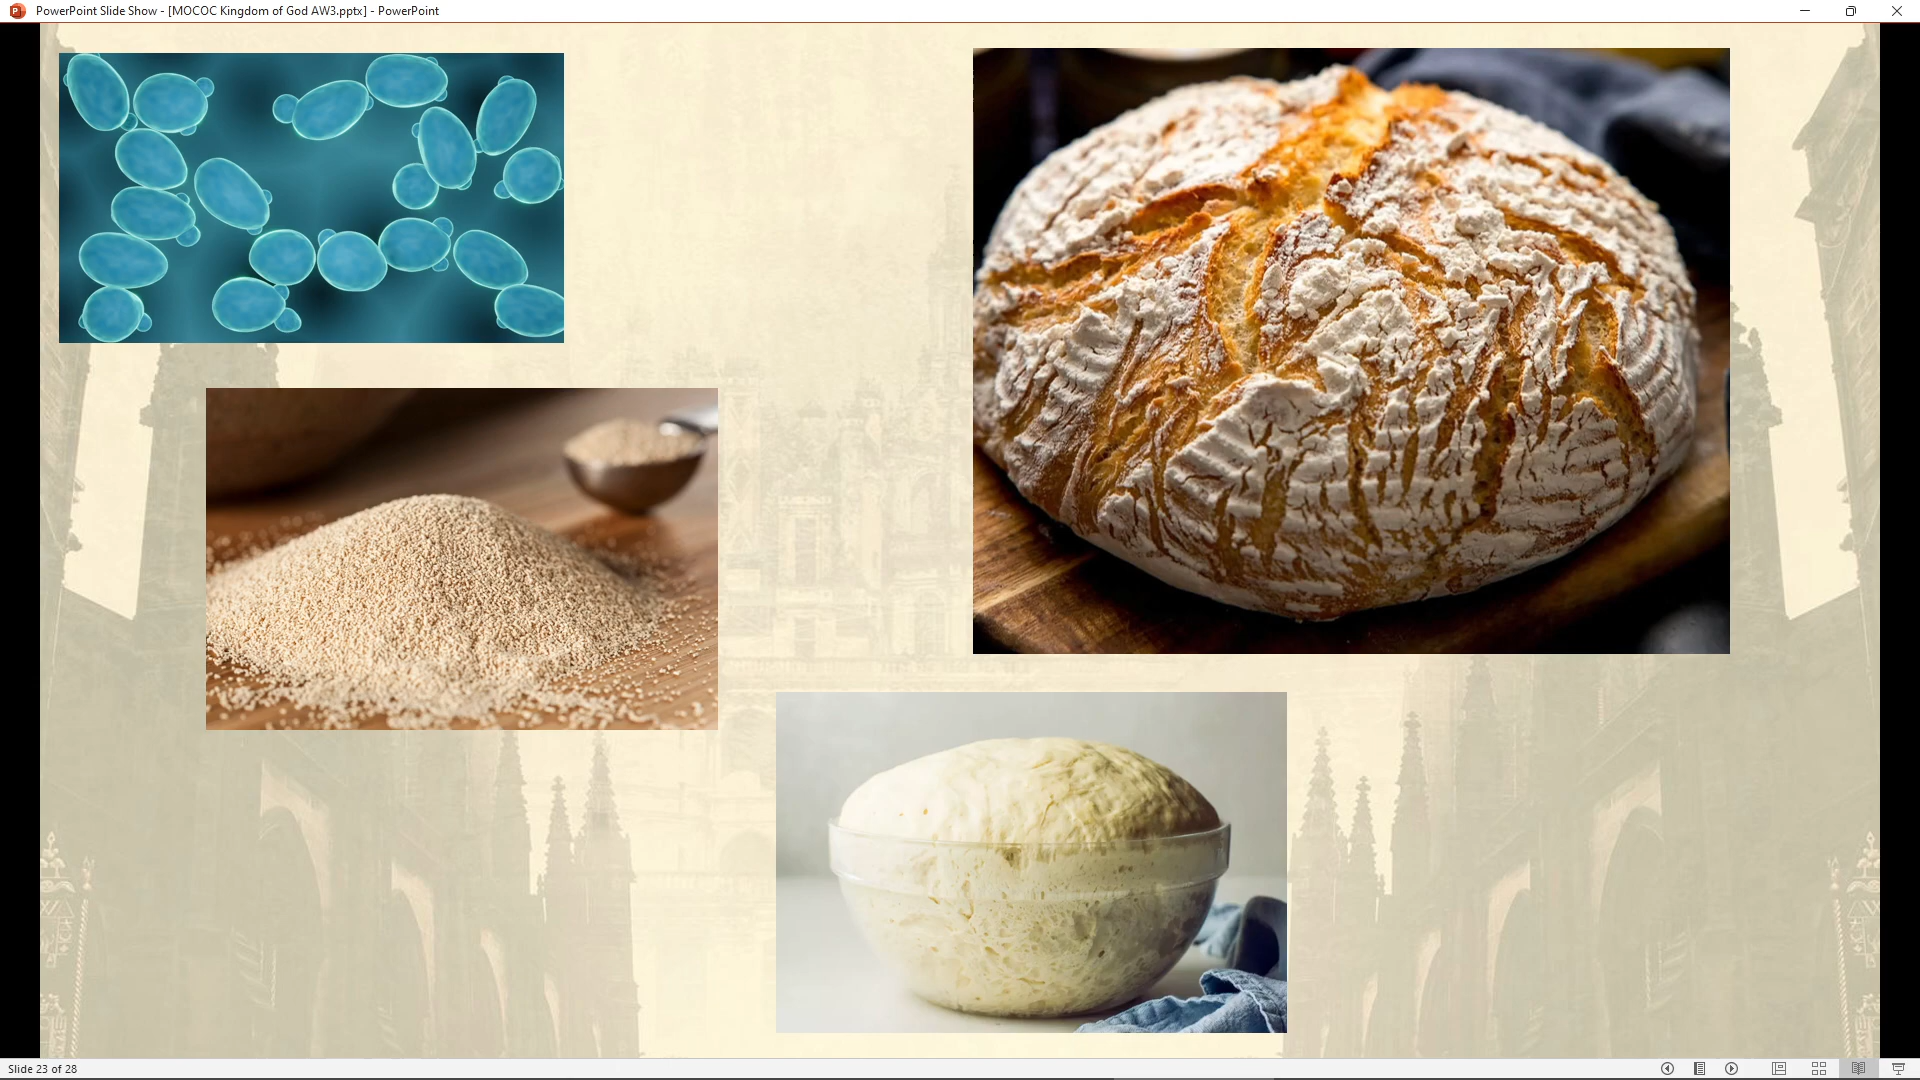 PowerPoint Slide Show - [MOCOC Kingdom of God AW3.pptx] - PowerPoint
Slide 23 of 28